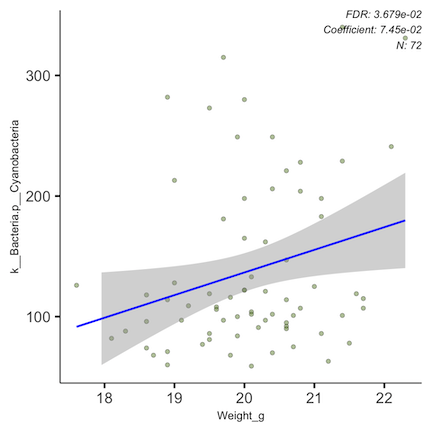 FDR: 3.679e-02
Coefficient: 7.45e-02
N: 72
300
200
100
k__Bacteria.p__Cyanobacteria
18
19
20
21
22
Weight_g